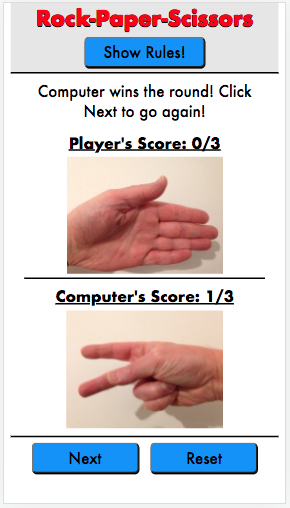 Rock-Paper-Scissors
Show Rules!
Computer wins the round! Click
Next to go again!
Player's Score: 0/3
Computer's Score: 1/3
Next
Reset